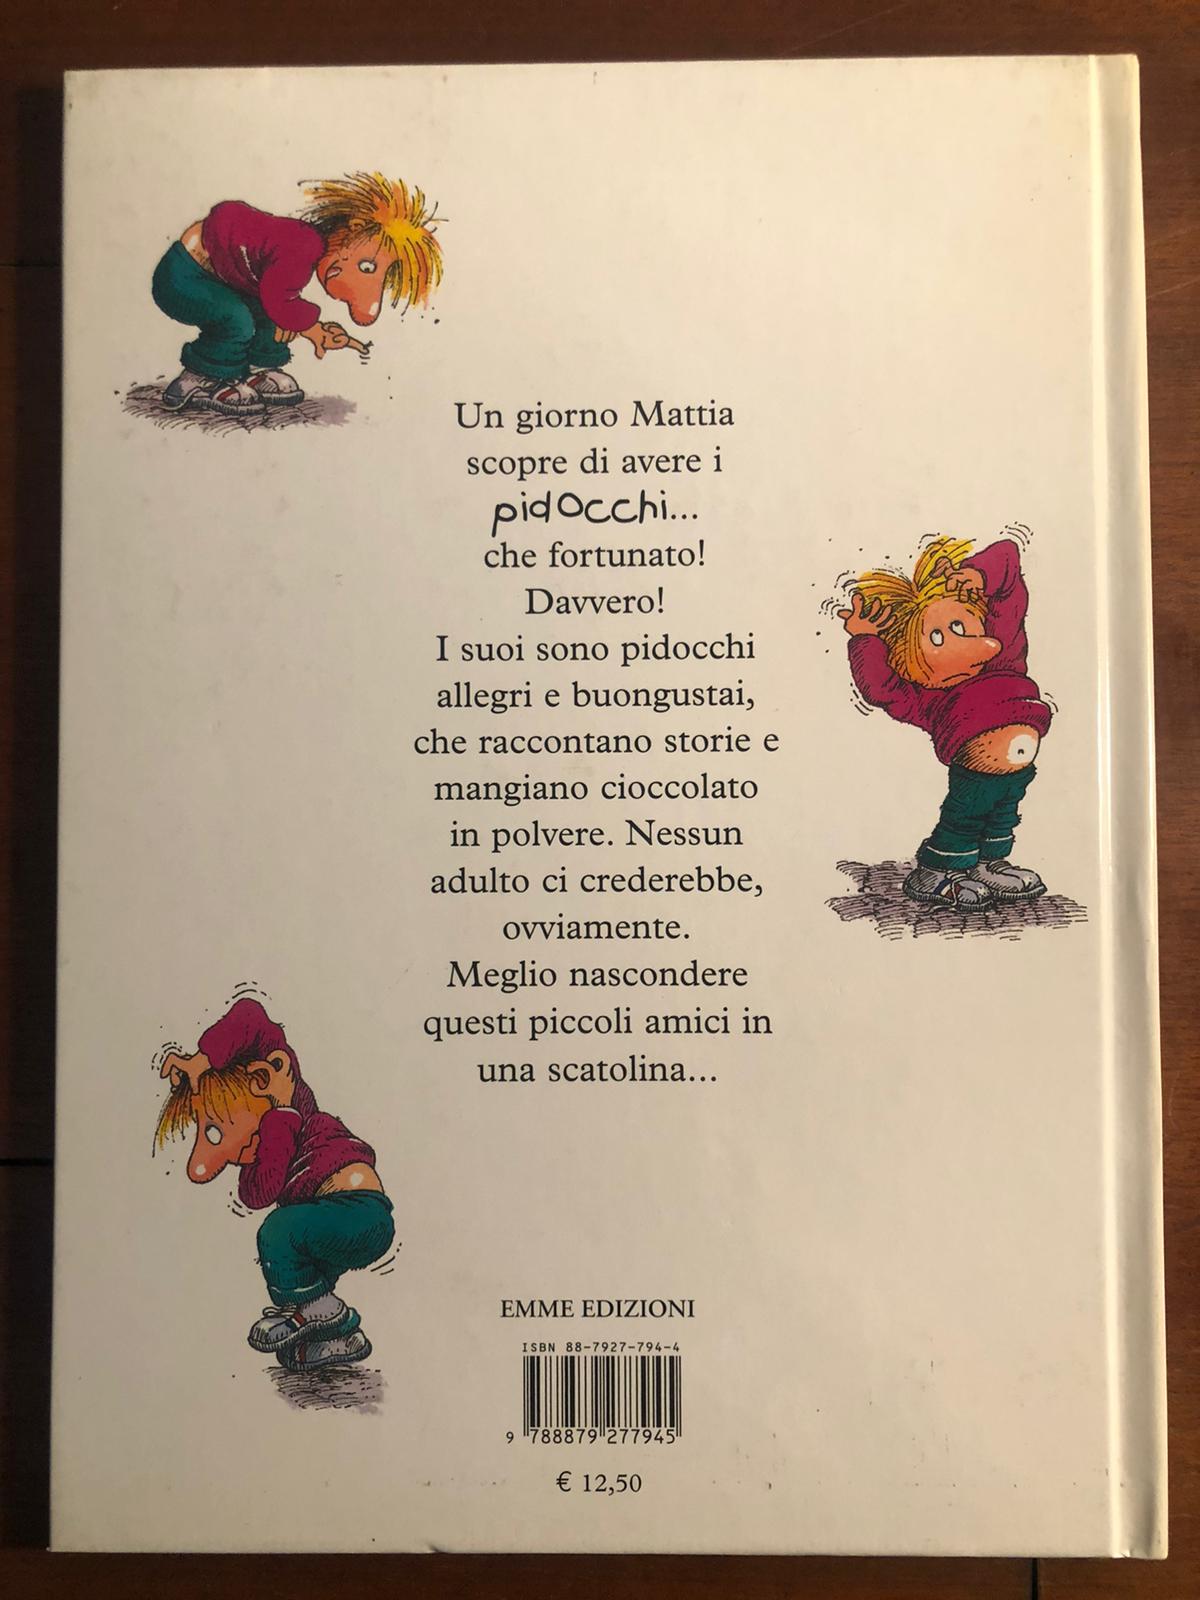 Un giorno Mattia
scopre di avere i
pidOcchi...
che fortunato!
Davvero!
I suoi sono pidocchi
allegri e buongustai,
che raccontano storie e
mangiano cioccolato
in polvere. Nessun
adulto ci crederebbe,
ovviamente.
Meglio nascondere
questi piccoli amici in
una scatolina...
EMME EDIZIONI
ISBN 88-7927-794-4
9 788879 277945
€ 12,50